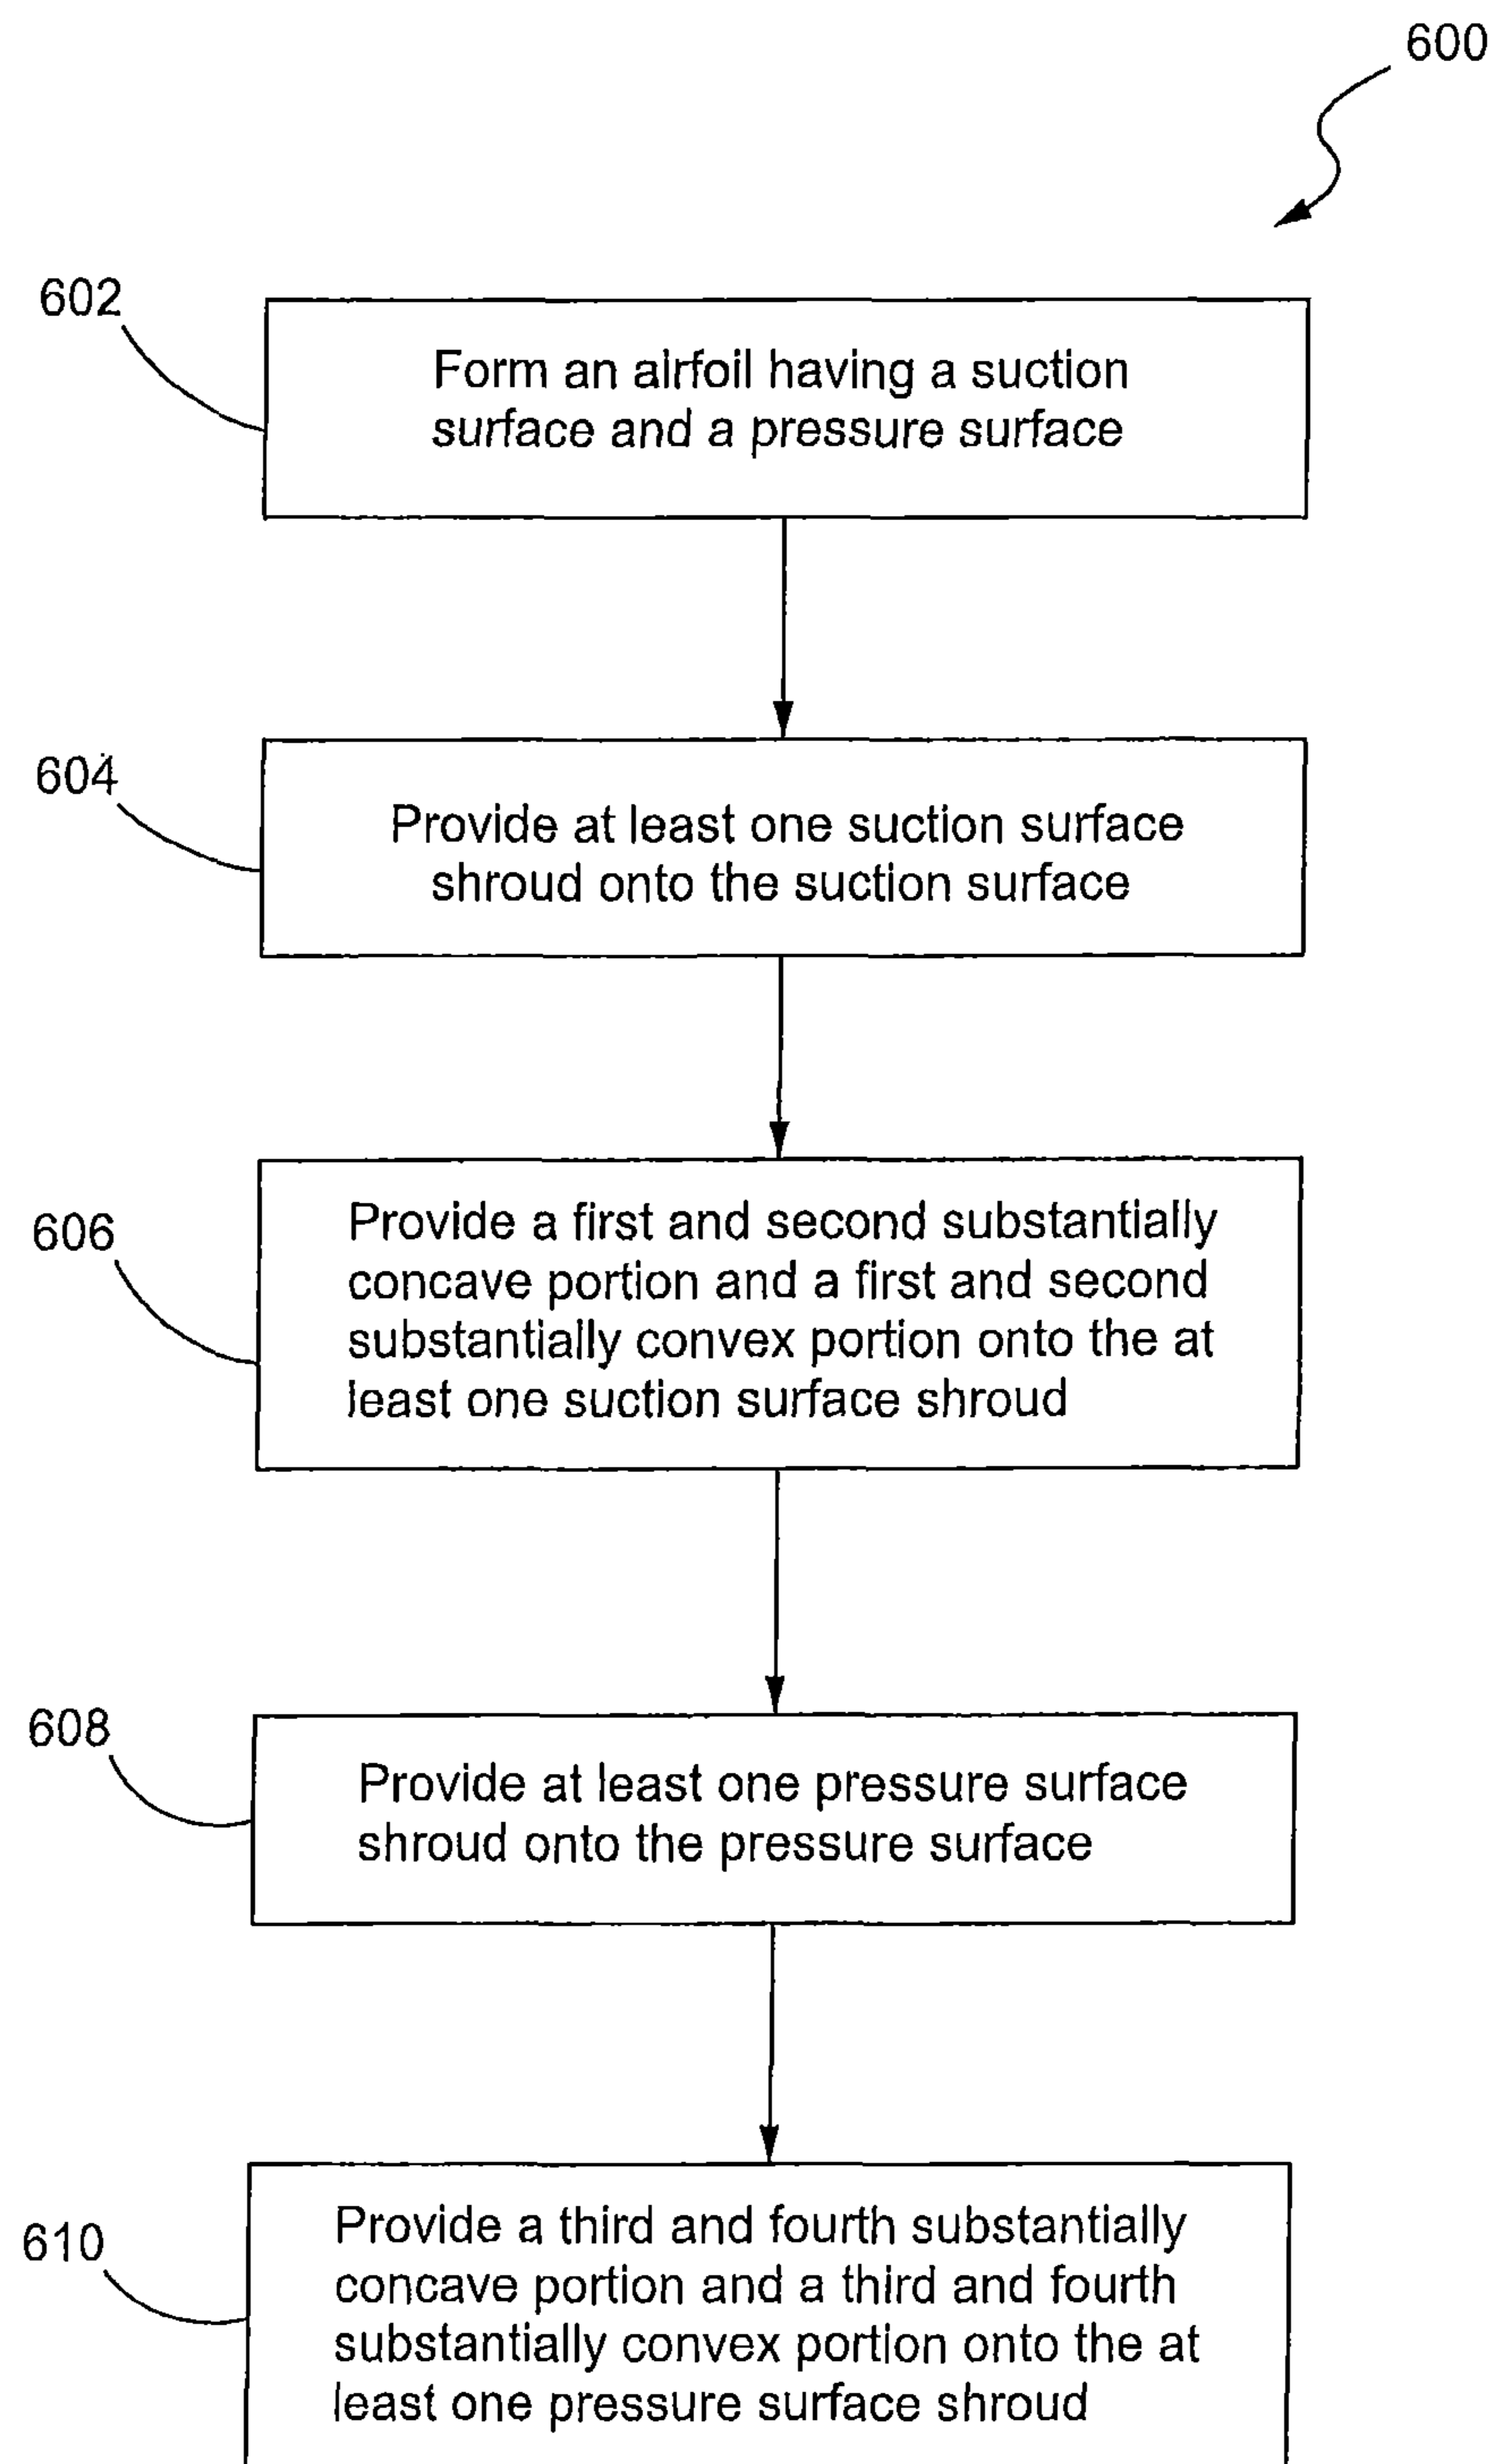 600
602
Form an airfoil having a suction
surface and a pressure surface
604
Provide at least one suction surface
shroud onto the suction surface
606
Provide a first and second substantially
concave portion and a first and second
substantially convex portion onto the at
least one suction surface shroud
608
Provide at least one pressure surface
shroud onto the pressure surface
610
Provide a third and fourth substantially
concave portion and a third and fourth
substantially convex portion onto the at
least one pressure surface shroud